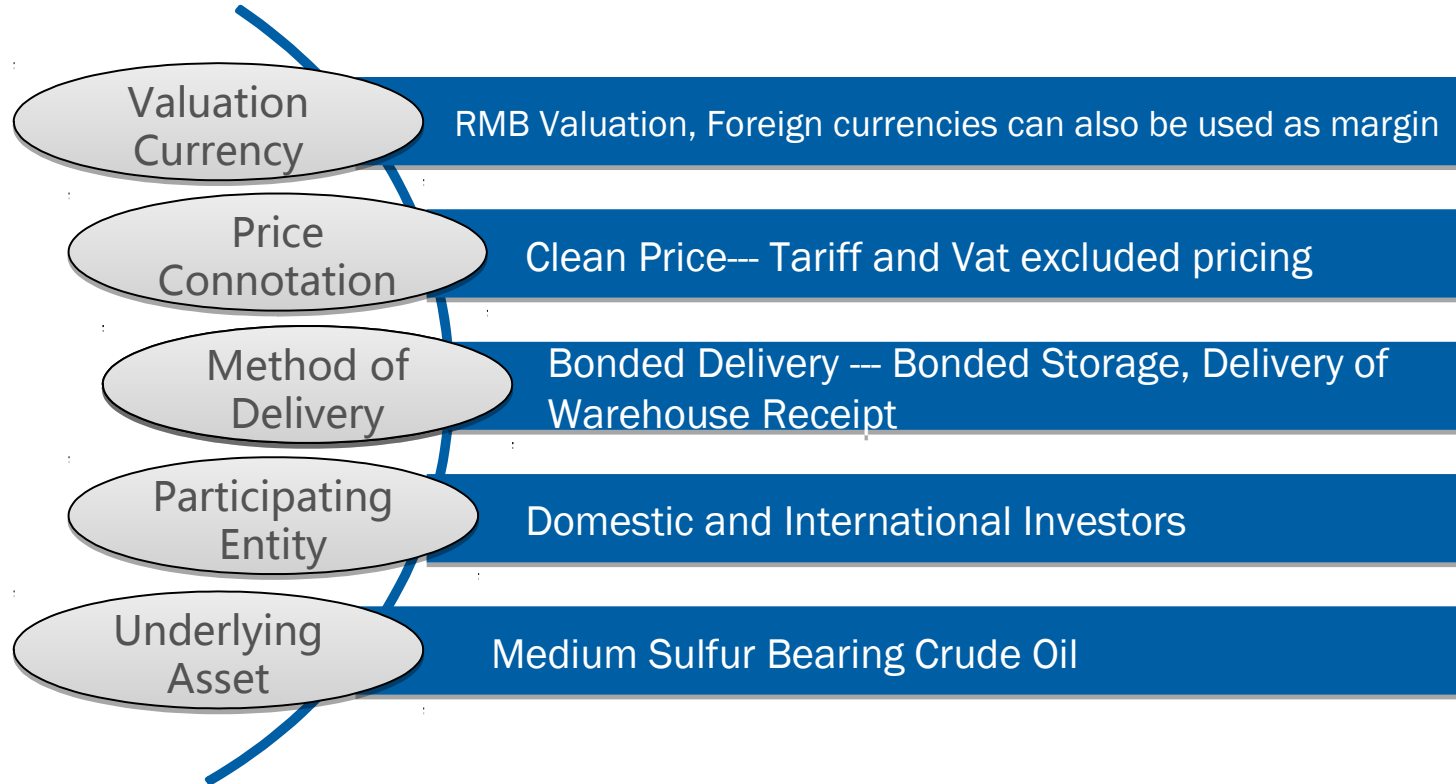 Valuation
Currency
RMB Valuation, Foreign currencies can also be used as margin
Price
Connotation
Clean Price--- Tariff and Vat excluded pricing
Method of
Delivery
Bonded Delivery --- Bonded Storage, Delivery of
Warehouse Receipt
Participating
Entity
Domestic and International Investors
Underlying
Asset
Medium Sulfur Bearing Crude Oil